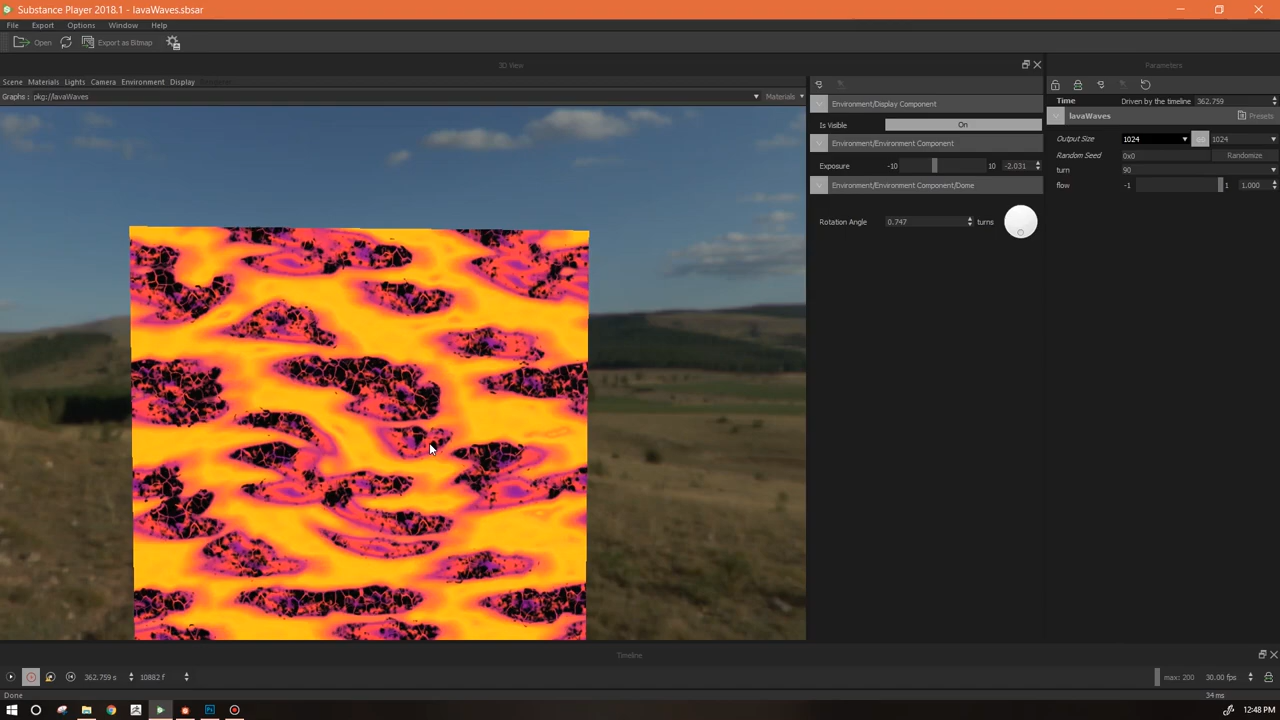 Substance Player 2018.1 - lavaWaves.sbsar
File Export Options Window Help
Open Export as Bitmap
3D View
Parameters
Scene Materials Lights Camera Environment Display
Graphs: pkg://lavaWaves Materials
Environment/Display Component
Is Visible On
Environment/Environment Component
Exposure -10 10 -2.031
Environment/Environment Component/Dome
Rotation Angle 0.747 turns
Time Driven by the timeline 362.759
lavaWaves Presets
Output Size 1024 1024
Random Seed 0x0 Randomize
turn 90
flow -1 1 1.000
Timeline
362.759 s 10882 f max: 200 30.00 fps
Done 34 ms
12:48 PM